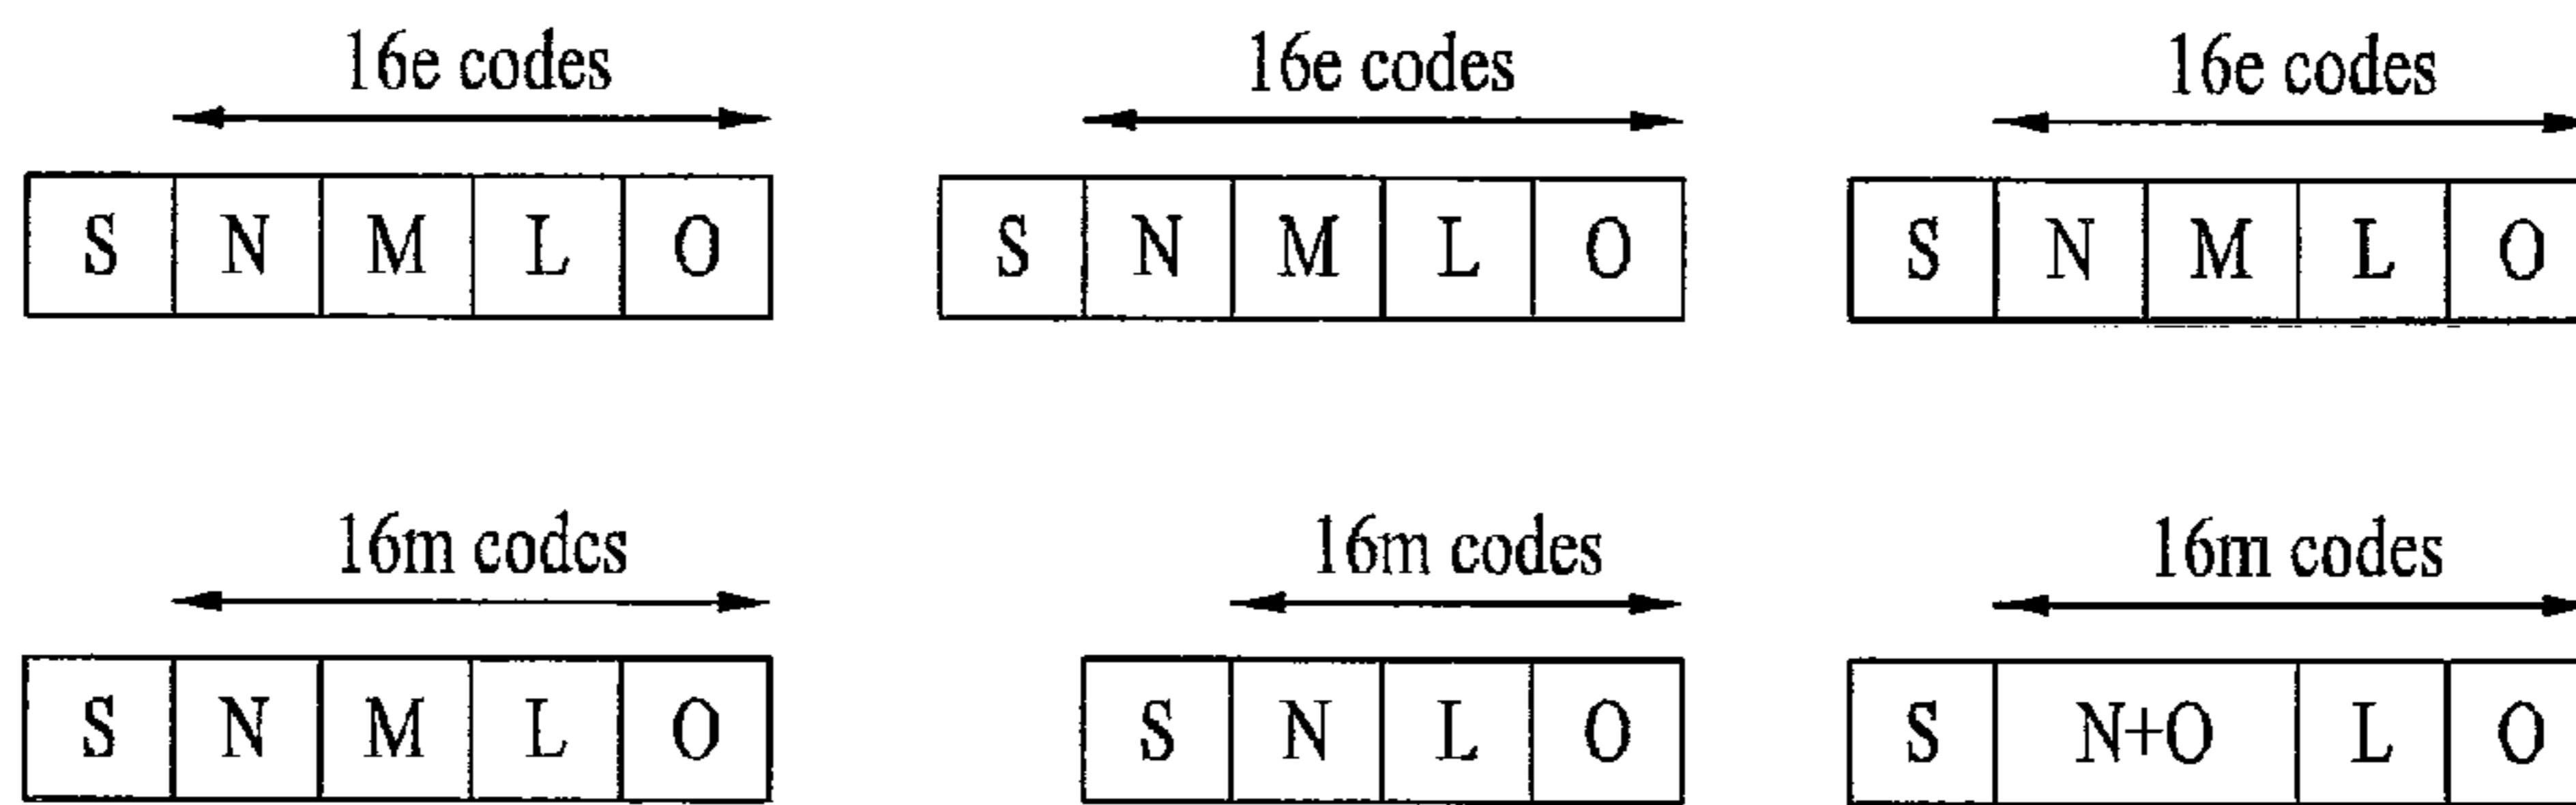 16e codes 16e codes 16e codes
S N M L O S N M L O S N M L O
16m codes 16m codes 16m codes
S N M L O S N L O S N+O L O